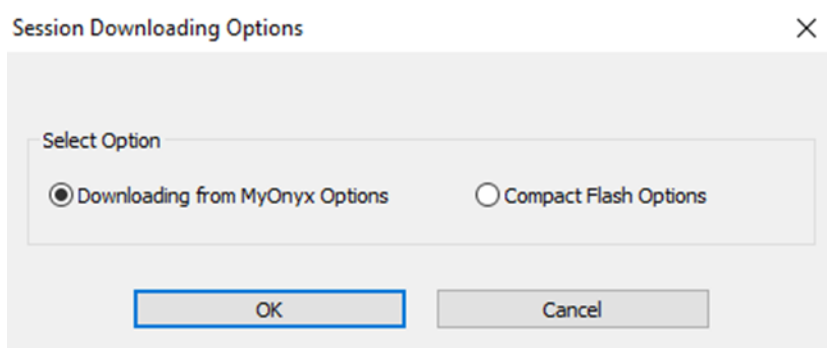 Session Downloading Options
Select Option
Downloading from MyOnyx Options Compact Flash Options
OK Cancel